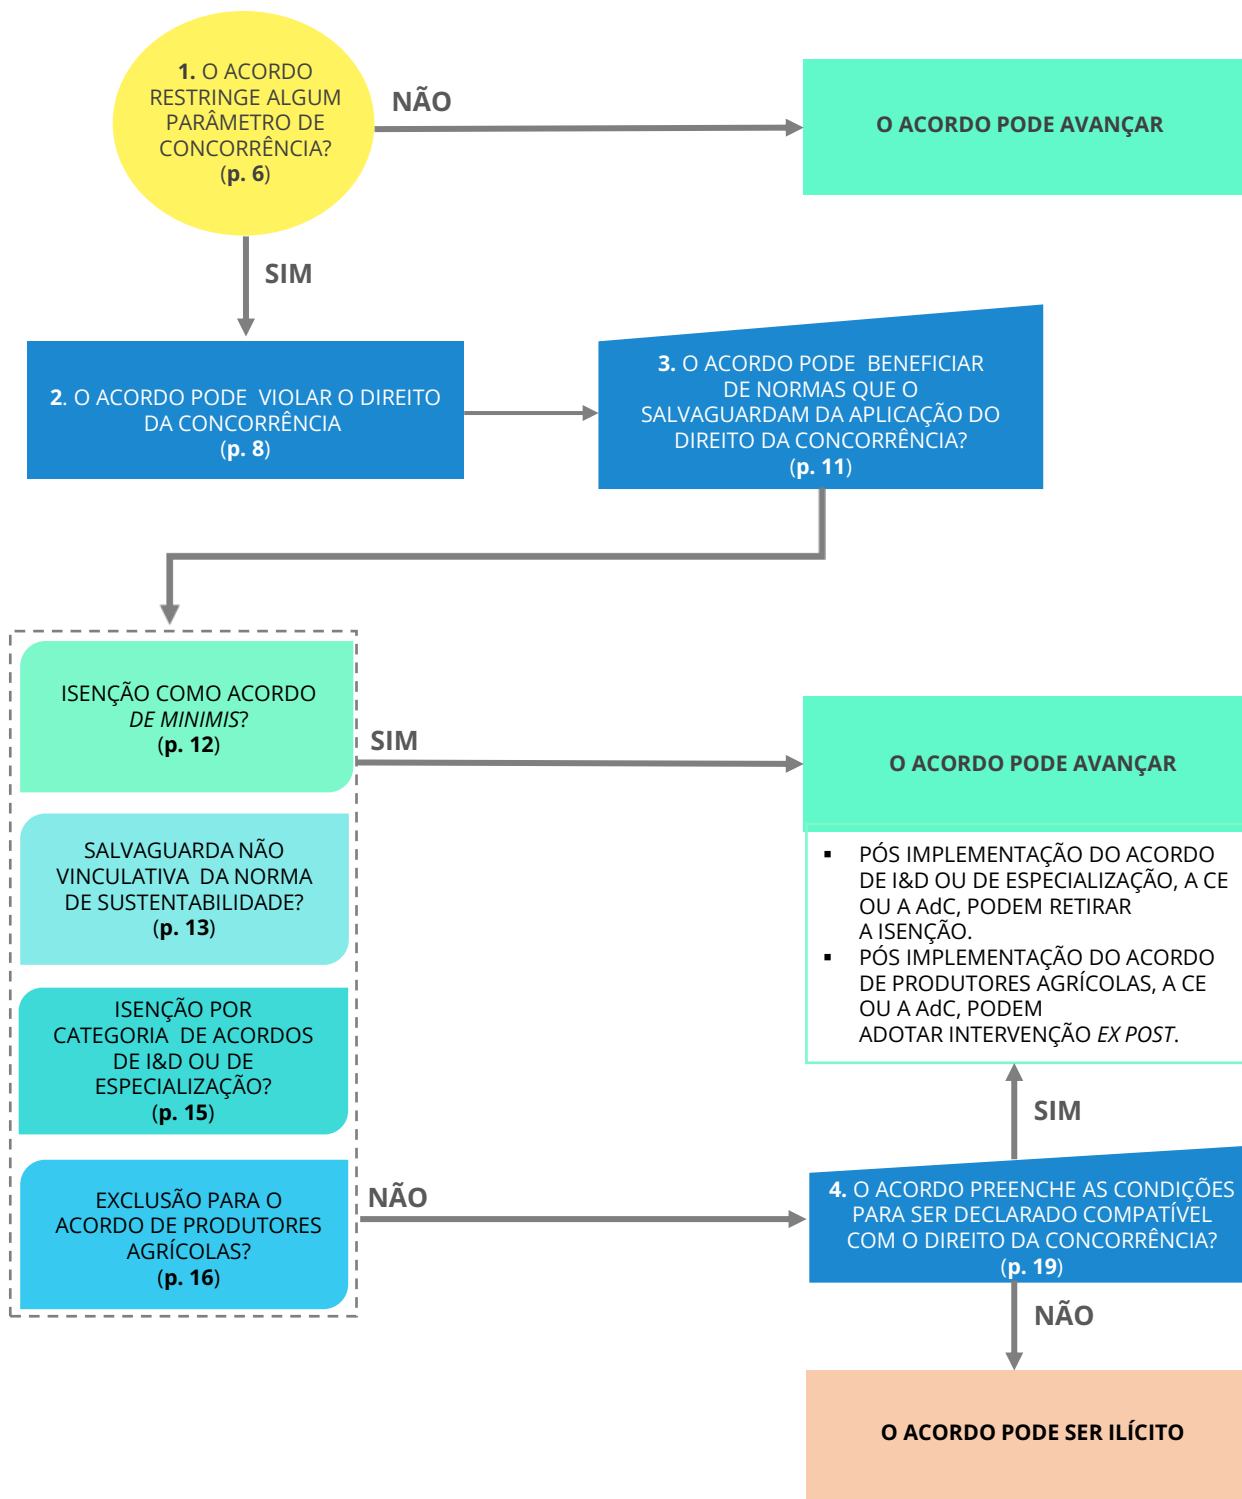 1. O ACORDO
RESTRINGE ALGUM
PARÂMETRO DE
CONCORRÊNCIA?
(p. 6)
NÃO
O ACORDO PODE AVANÇAR
SIM
2. O ACORDO PODE VIOLAR O DIREITO
DA CONCORRÊNCIA
(p. 8)
3. O ACORDO PODE BENEFICIAR
DE NORMAS QUE O
SALVAGUARDAM DA APLICAÇÃO DO
DIREITO DA CONCORRÊNCIA?
(p. 11)
ISENÇÃO COMO ACORDO
DE MINIMIS?
(p. 12)
SALVAGUARDA NÃO
VINCULATIVA DA NORMA
DE SUSTENTABILIDADE?
(p. 13)
ISENÇÃO POR
CATEGORIA DE ACORDOS
DE I&D OU DE
ESPECIALIZAÇÃO?
(p. 15)
EXCLUSÃO PARA O
ACORDO DE PRODUTORES
AGRÍCOLAS?
(p. 16)
SIM
O ACORDO PODE AVANÇAR
▪ PÓS IMPLEMENTAÇÃO DO ACORDO
DE I&D OU DE ESPECIALIZAÇÃO, A CE
OU A AdC, PODEM RETIRAR
A ISENÇÃO.
▪ PÓS IMPLEMENTAÇÃO DO ACORDO
DE PRODUTORES AGRÍCOLAS, A CE
OU A AdC, PODEM
ADOTAR INTERVENÇÃO EX POST.
SIM
NÃO
4. O ACORDO PREENCHE AS CONDIÇÕES
PARA SER DECLARADO COMPATÍVEL
COM O DIREITO DA CONCORRÊNCIA?
(p. 19)
NÃO
O ACORDO PODE SER ILÍCITO